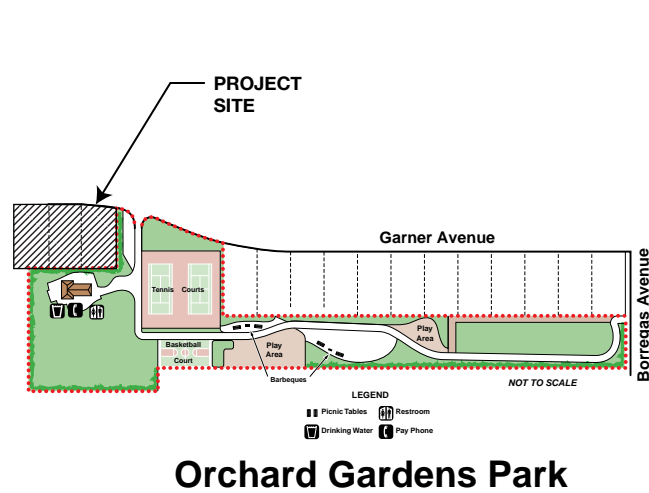 PROJECT
SITE
Garner Avenue
Borregas Avenue
Tennis Courts
Basketball
Court
Play
Area
Play
Area
Barbeques
NOT TO SCALE
LEGEND
Picnic Tables
Restroom
Drinking Water
Pay Phone
Orchard Gardens Park